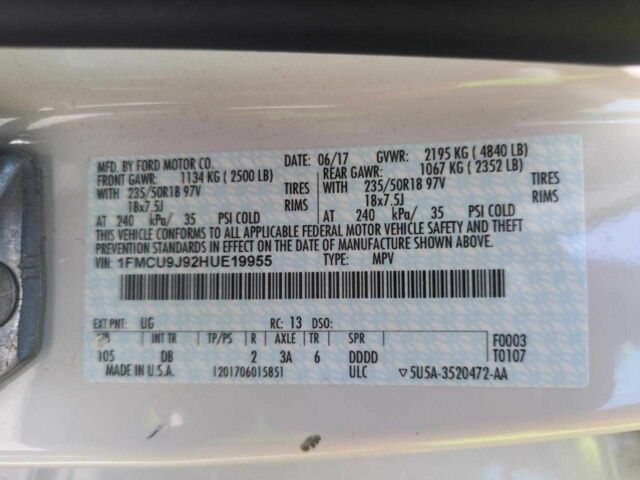 MFD. BY FORD MOTOR CO. DATE: 06/17 GVWR: 2195 KG ( 4840 LB)
FRONT GAWR: 1134 KG ( 2500 LB) REAR GAWR: 1067 KG ( 2352 LB)
WITH 235/50R18 97V TIRES WITH 235/50R18 97V TIRES
18x7.5J RIMS 18x7.5J RIMS
AT 240 kPa/ 35 PSI COLD AT 240 kPa/ 35 PSI COLD
THIS VEHICLE CONFORMS TO ALL APPLICABLE FEDERAL MOTOR VEHICLE SAFETY AND THEFT
PREVENTION STANDARDS IN EFFECT ON THE DATE OF MANUFACTURE SHOWN ABOVE.
VIN: 1FMCU9J92HUE19955 TYPE: MPV
EXT PNT: UG RC: 13 DSO: F0003
INT TR TP/PS R AXLE TR SPR T0107
105 DB 2 3A 6 DDDD
MADE IN U.S.A. 1201706015851 ULC 5U5A-3520472-AA